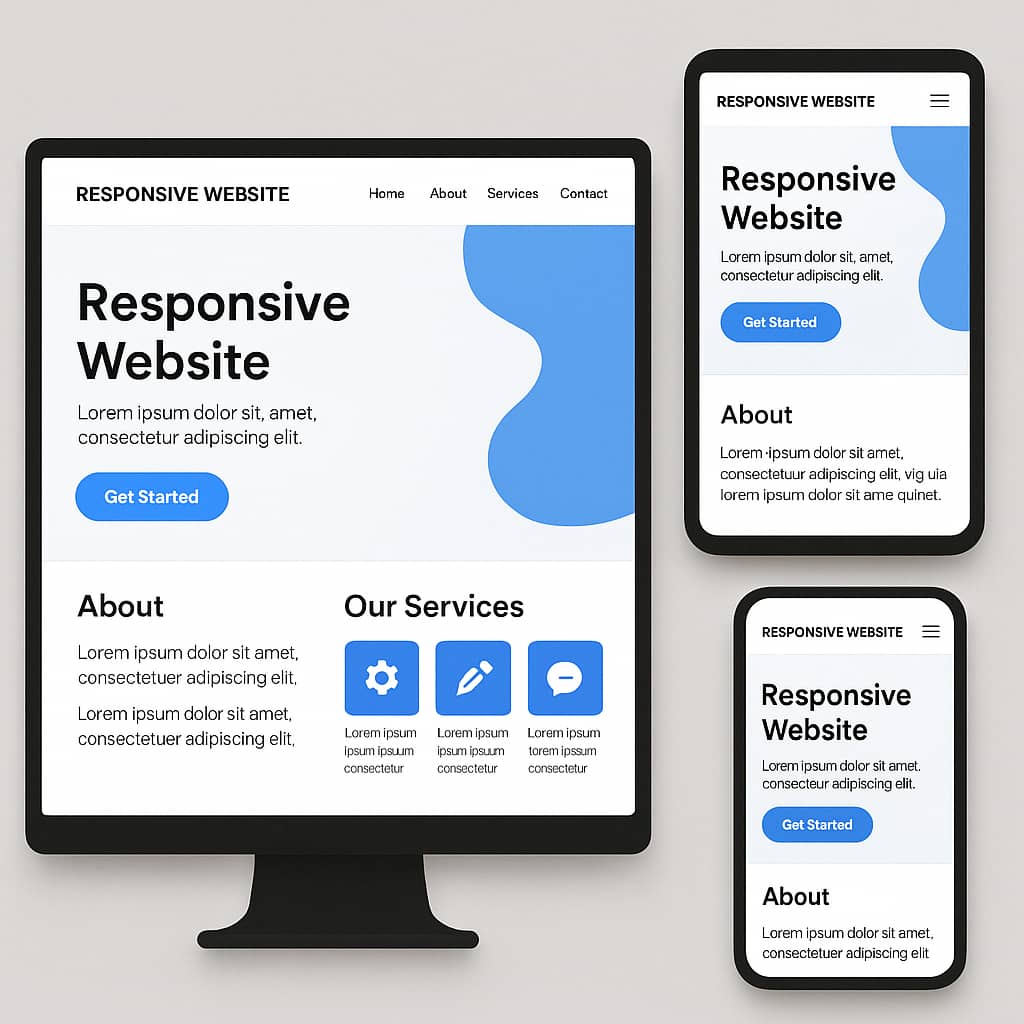 RESPONSIVE WEBSITE
Home About Services Contact
Responsive
Website
Lorem ipsum dolor sit, amet,
consectetur adipiscing elit.
Get Started
About
Lorem ipsum dolor sit amet,
consectetuer adipiscing elit,
Lorem ipsum dolor sit amet,
consectetuer adipiscing elit,
Our Services
Lorem ipsum
ipsum ipsuum
consectetur
Lorem ipsum
ipsum ipsuum
consectetur
Lorem ipsum
torem ipssum
consectetur
RESPONSIVE WEBSITE
Responsive
Website
Lorem ipsum dolor sit, amet,
consectetur adipiscing elit.
Get Started
About
Lorem·ipsum dolor sit amet,
consectetuur adipiscing elit, vig uia
lorem ipsum dolor sit ame quinet.
RESPONSIVE WEBSITE
Responsive
Website
Lorem ipsum dolor sit amet.
consecteur adipiscing elit.
Get Started
About
Lorem ipsum dolor sit amet,
consectetuer adipiscing elit